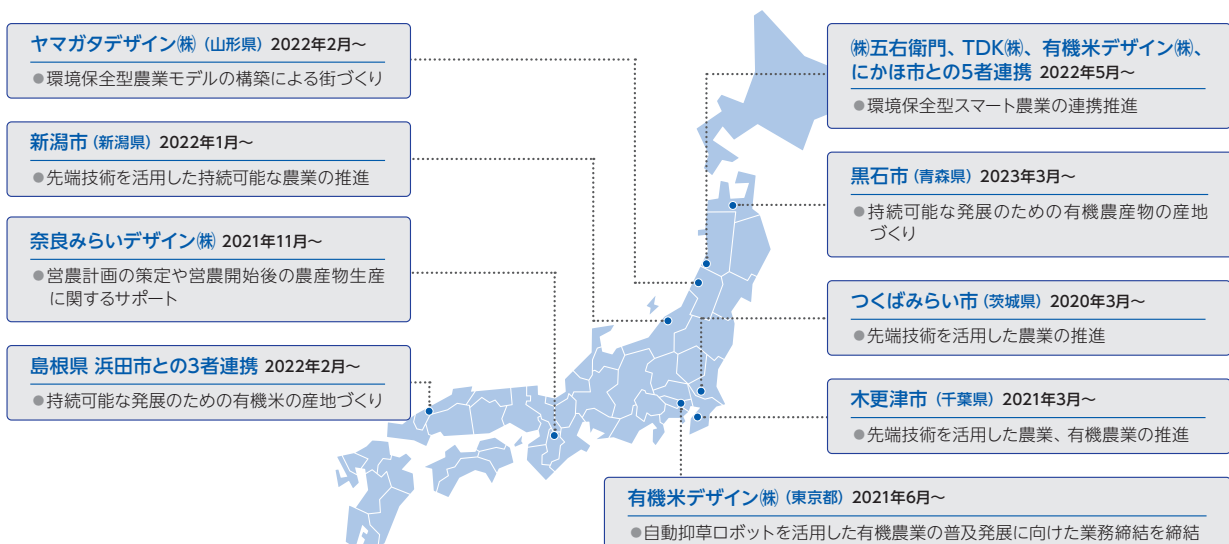 ヤマガタデザイン㈱ (山形県) 2022年2月～
●環境保全型農業モデルの構築による街づくり
新潟市 (新潟県) 2022年1月～
●先端技術を活用した持続可能な農業の推進
奈良みらいデザイン㈱ 2021年11月～
●営農計画の策定や営農開始後の農産物生産
に関するサポート
島根県 浜田市との3者連携 2022年2月～
●持続可能な発展のための有機米の産地づくり
㈱五右衛門、TDK㈱、有機米デザイン㈱、
にかほ市との5者連携 2022年5月～
●環境保全型スマート農業の連携推進
黒石市 (青森県) 2023年3月～
●持続可能な発展のための有機農産物の産地
づくり
つくばみらい市 (茨城県) 2020年3月～
●先端技術を活用した農業の推進
木更津市 (千葉県) 2021年3月～
●先端技術を活用した農業、有機農業の推進
有機米デザイン㈱ (東京都) 2021年6月～
●自動抑草ロボットを活用した有機農業の普及発展に向けた業務締結を締結